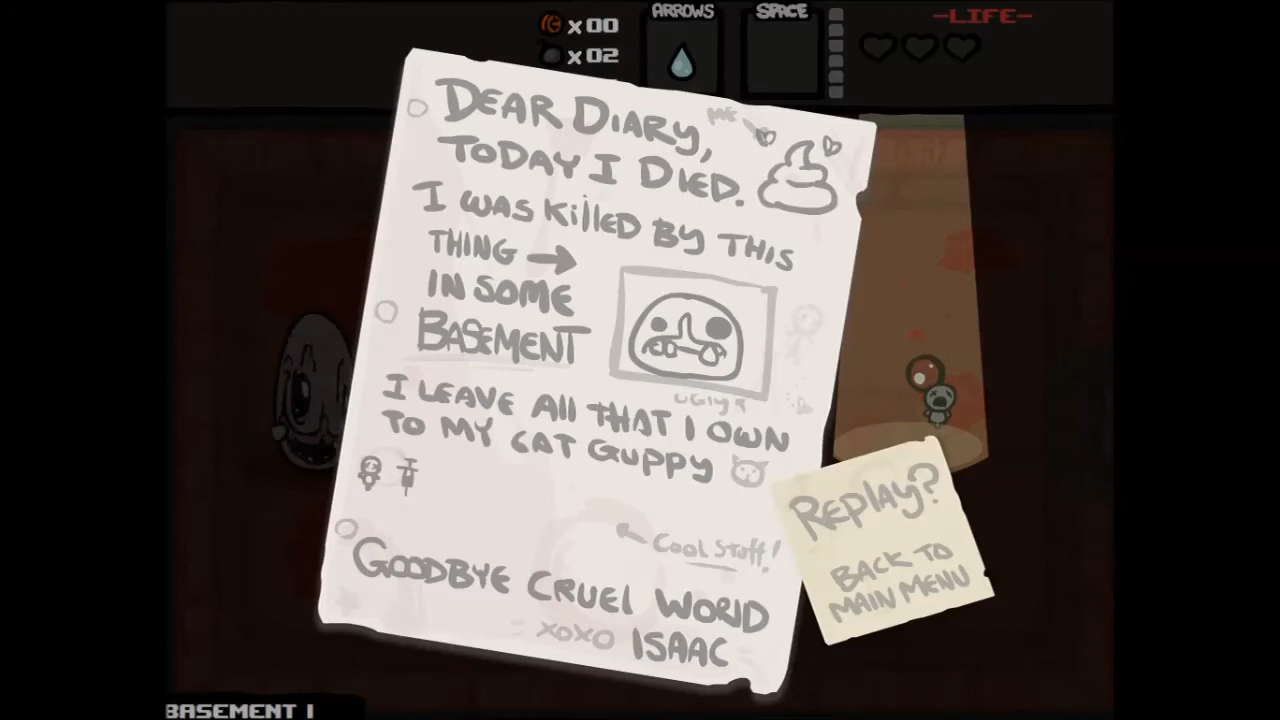 x00
x02
ARROWS
SPACE
-LIFE-
DEAR DIARY,
TODAY I DIED.
ME
I WAS KillED BY THIS
THING →
IN SOME
BASEMENT
UGLY
I LEAVE All THAT I OWN
TO MY CAT GUPPY
COOL STUFF!
GOODBYE CRUEl WORlD
XOXO ISAAC
REPLAY?
BACK TO
MAIN MENU
BASEMENT I